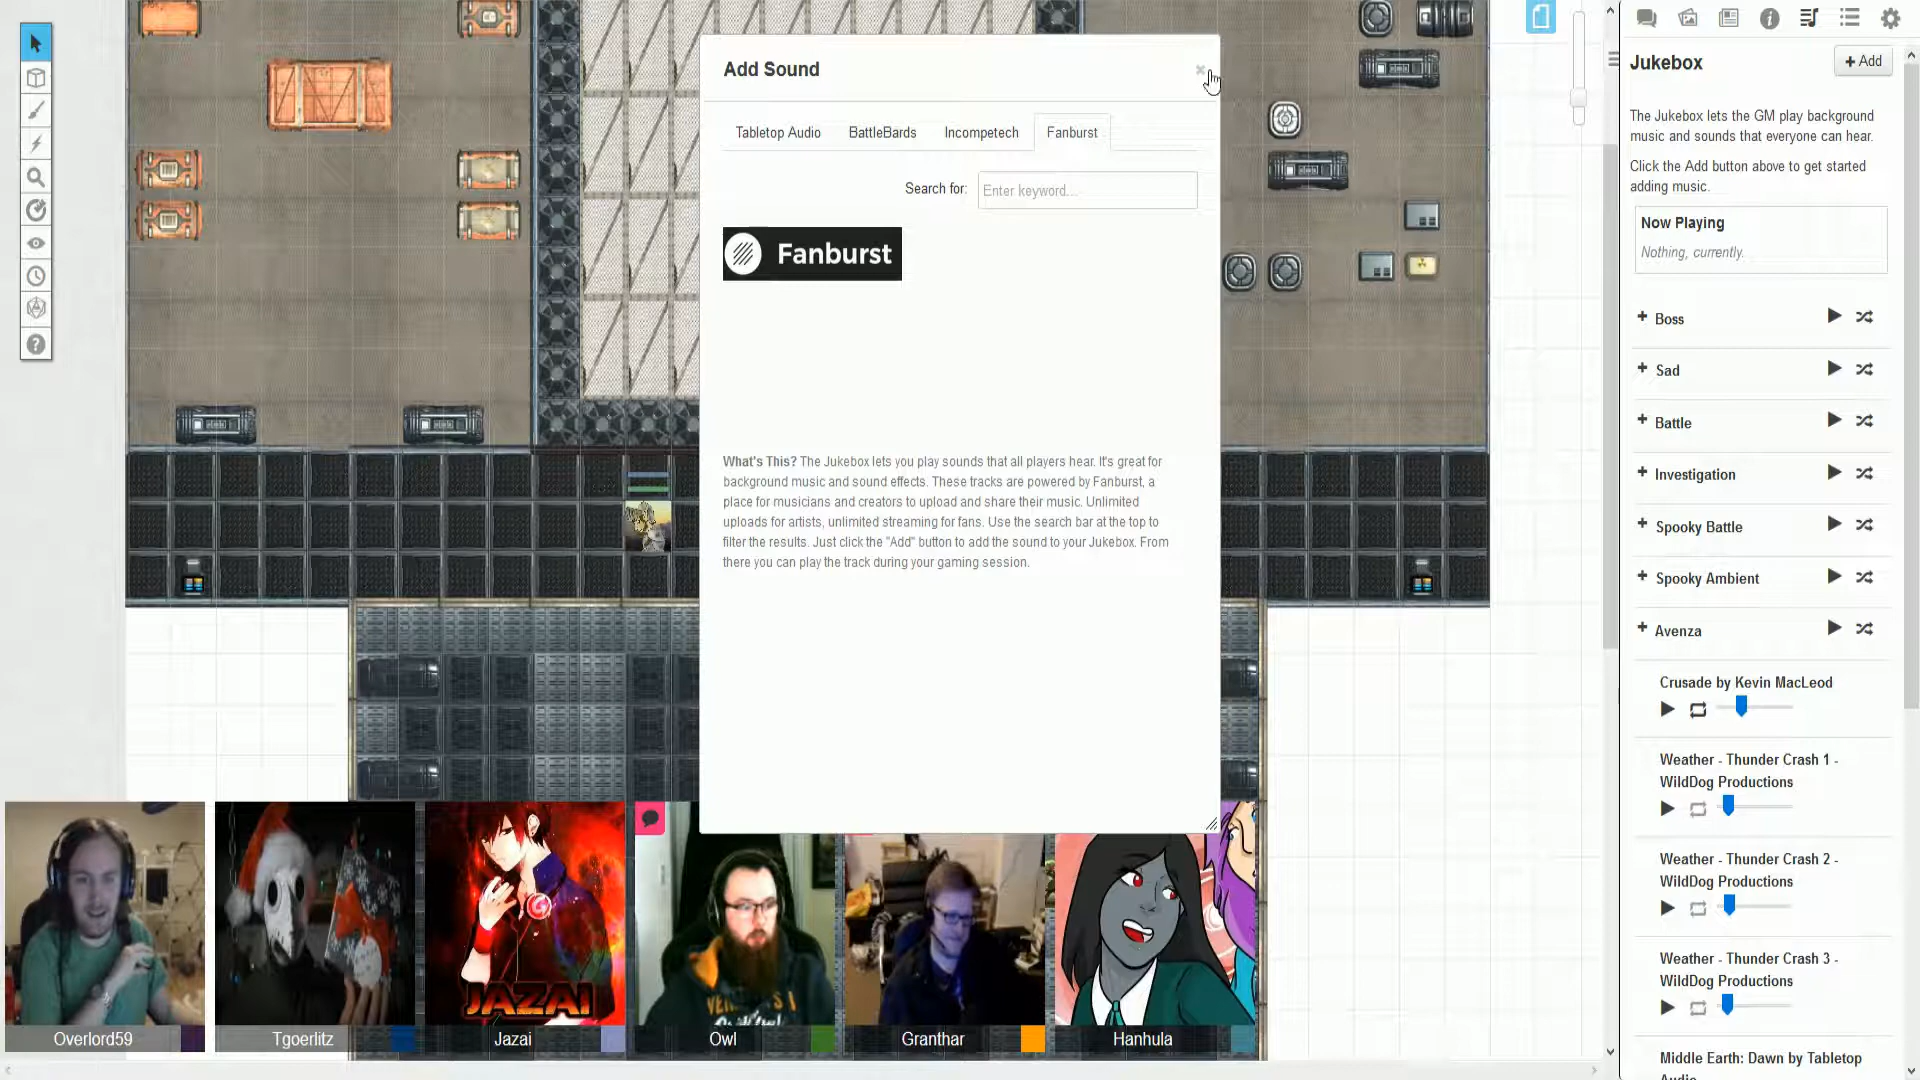 Add Sound
Tabletop Audio
BattleBards
Incompetech
Fanburst
Search for:
Enter keyword...
Fanburst
What's This? The Jukebox lets you play sounds that all players hear. It's great for
background music and sound effects. These tracks are powered by Fanburst, a
place for musicians and creators to upload and share their music. Unlimited
uploads for artists, unlimited streaming for fans. Use the search bar at the top to
filter the results. Just click the "Add" button to add the sound to your Jukebox. From
there you can play the track during your gaming session.
JAZAI
Overlord59
Tgoerlitz
Jazai
Owl
Granthar
Hanhula
Jukebox
+ Add
The Jukebox lets the GM play background
music and sounds that everyone can hear.
Click the Add button above to get started
adding music.
Now Playing
Nothing, currently.
Boss
Sad
Battle
Investigation
Spooky Battle
Spooky Ambient
Avenza
Crusade by Kevin MacLeod
Weather - Thunder Crash 1 -
WildDog Productions
Weather - Thunder Crash 2 -
WildDog Productions
Weather - Thunder Crash 3 -
WildDog Productions
Middle Earth: Dawn by Tabletop
Audio